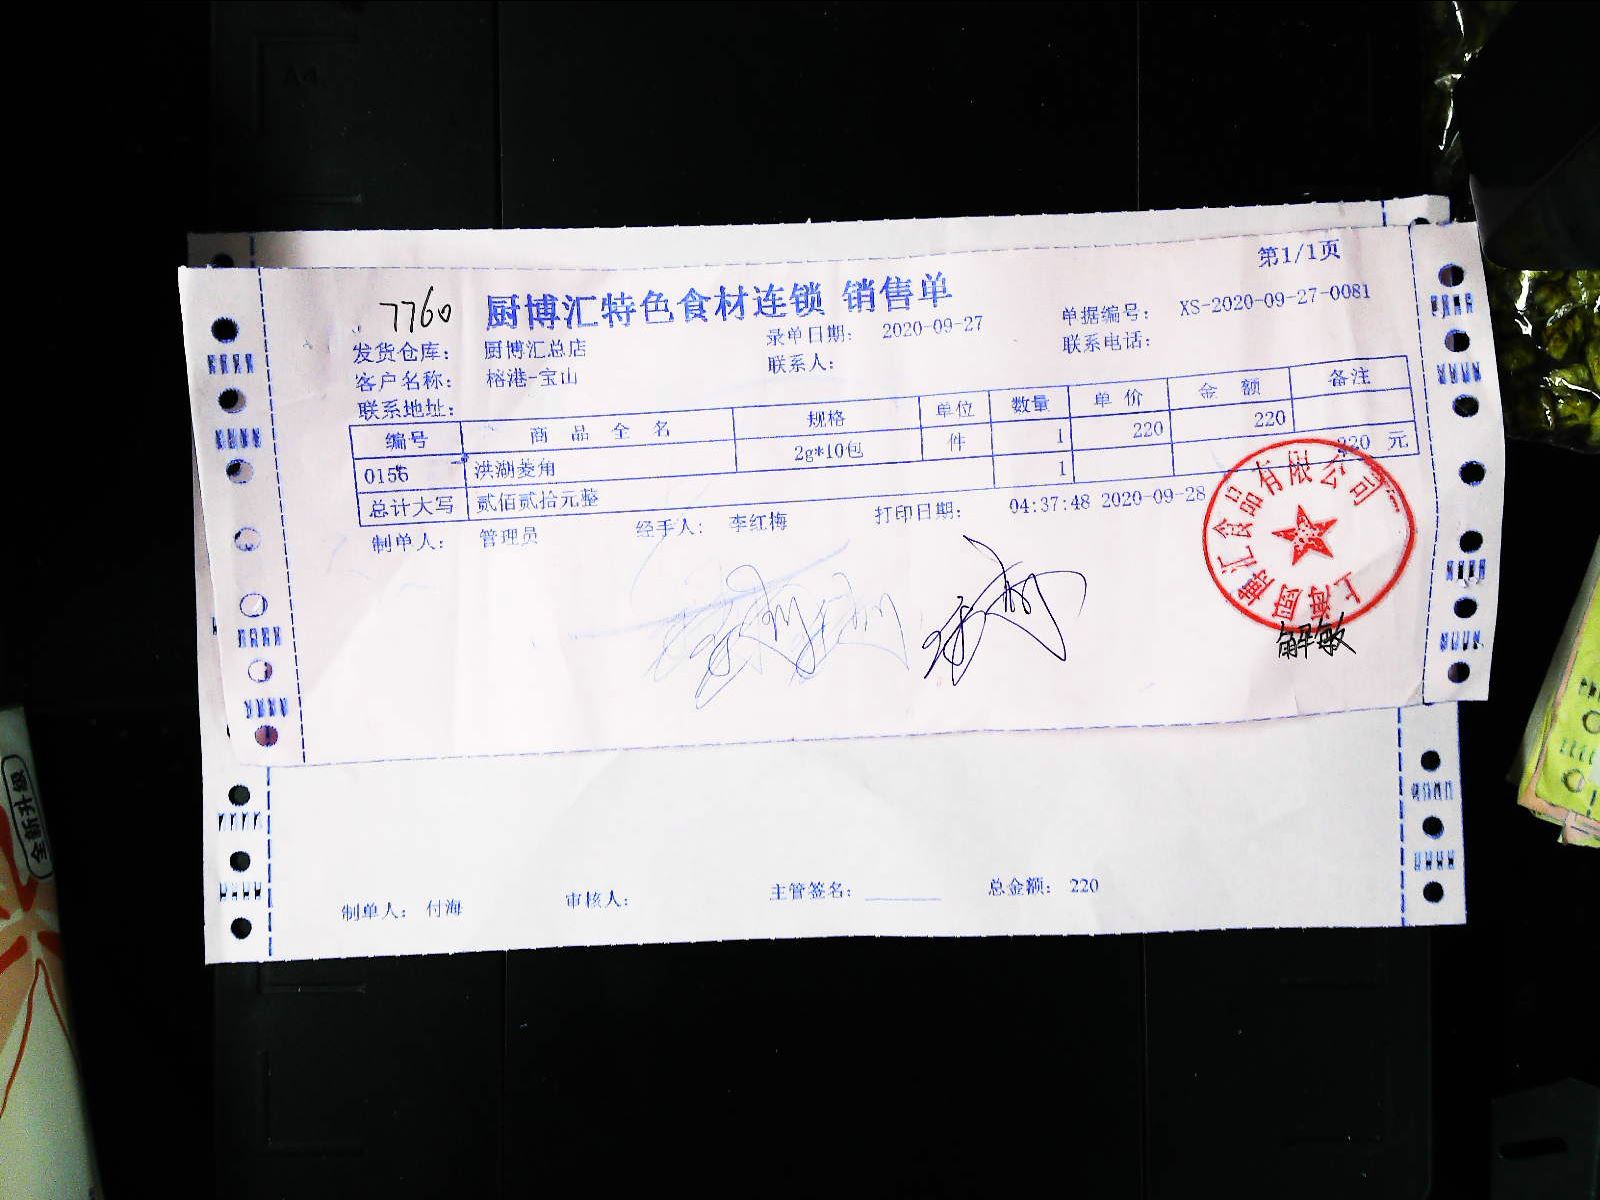 第1/1页
7760 厨博汇特色食材连锁 销售单
录单日期： 2020-09-27 单据编号： XS-2020-09-27-0081
发货仓库： 厨博汇总店 联系人： 联系电话：
客户名称： 榕港-宝山
联系地址：
编号 商品全名 规格 单位 数量 单价 金额 备注
0156 洪湖菱角 2g*10包 件 1 220 220
总计大写 贰佰贰拾元整 1 220 元
制单人： 管理员 经手人： 李红梅 打印日期： 04:37:48 2020-09-28
上海厨博汇食品有限公司
解敏
制单人： 付海 审核人： 主管签名： 总金额： 220
全新升级